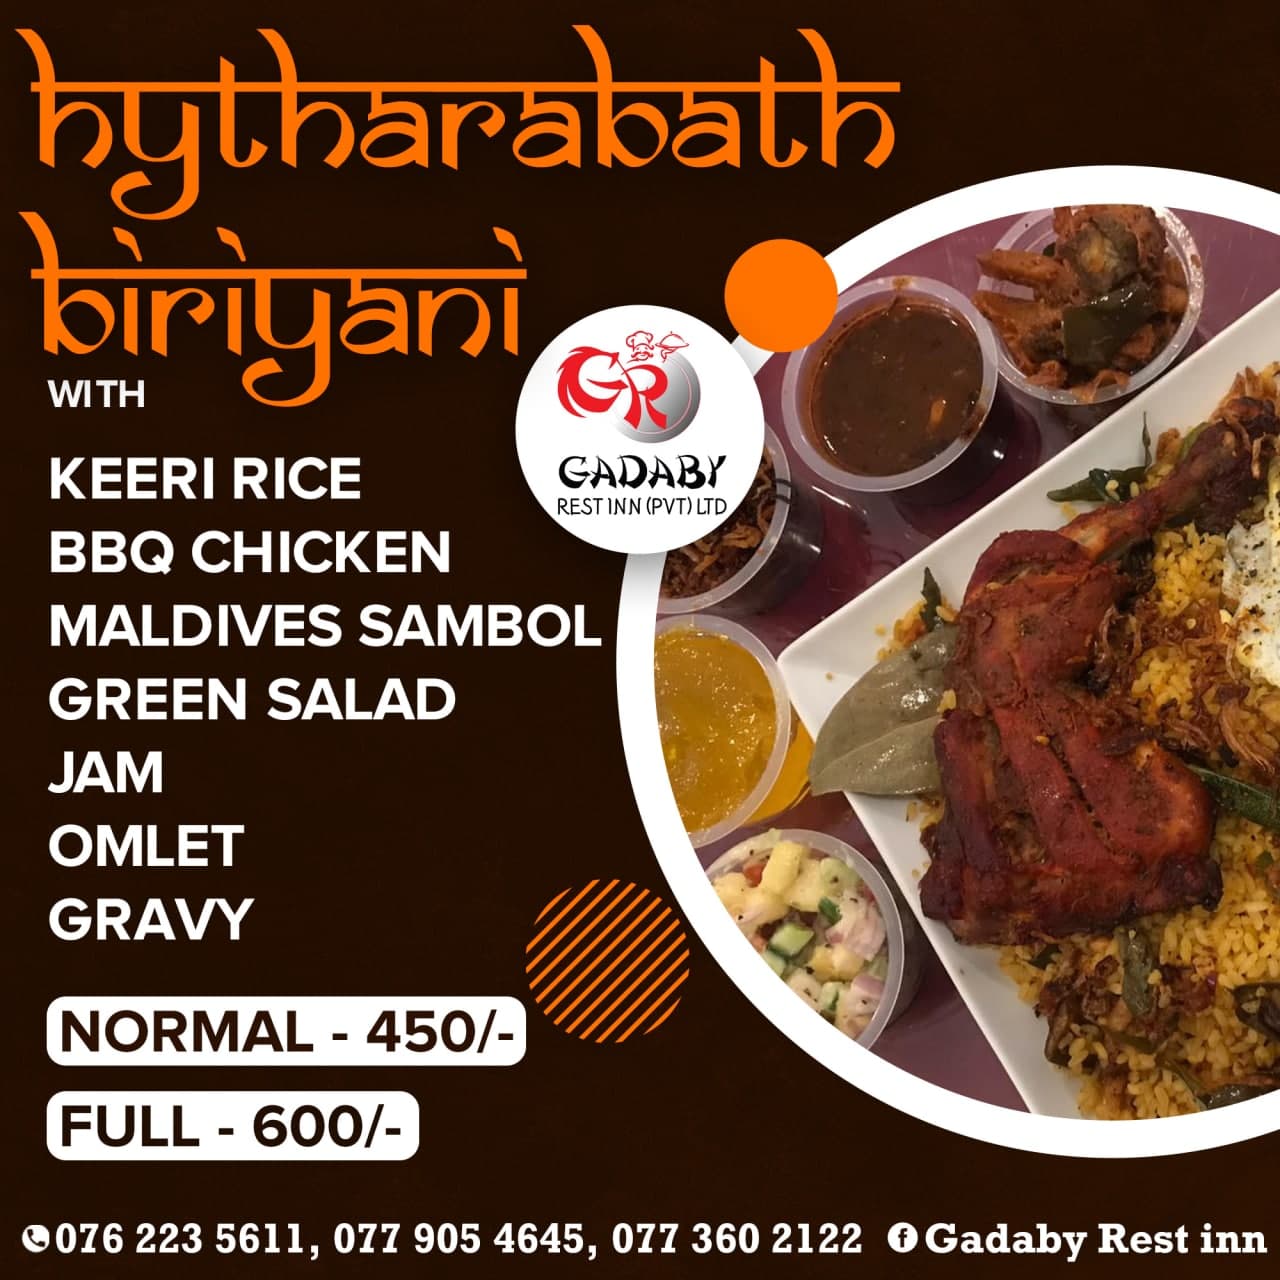 hytharabath
biriyani
WITH
KEERI RICE
BBQ CHICKEN
MALDIVES SAMBOL
GREEN SALAD
JAM
OMLET
GRAVY
NORMAL - 450/-
FULL - 600/-
GR
GADABY
REST INN (PVT) LTD
076 223 5611, 077 905 4645, 077 360 2122 f Gadaby Rest inn